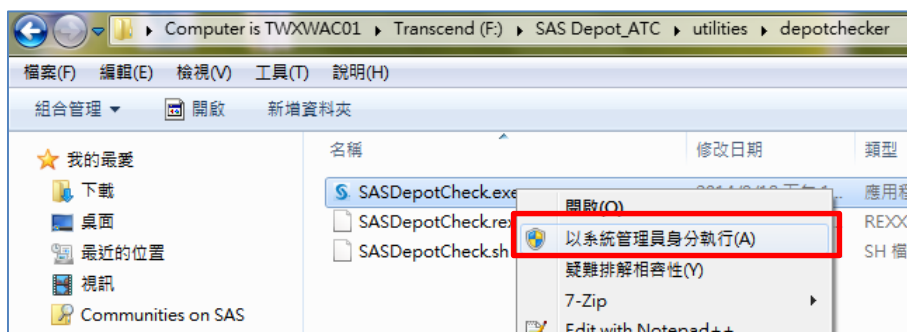 Computer is TWXWAC01 ▸ Transcend (F:) ▸ SAS Depot_ATC ▸ utilities ▸ depotchecker
檔案(F) 編輯(E) 檢視(V) 工具(T) 說明(H)
組合管理 開啟 新增資料夾
我的最愛
下載
桌面
最近的位置
視訊
Communities on SAS
名稱 修改日期 類型
SASDepotCheck.exe
SASDepotCheck.rex REXX
SASDepotCheck.sh SH 檔
開啟(O)
以系統管理員身分執行(A)
疑難排解相容性(Y)
7-Zip
Edit with Notepad++